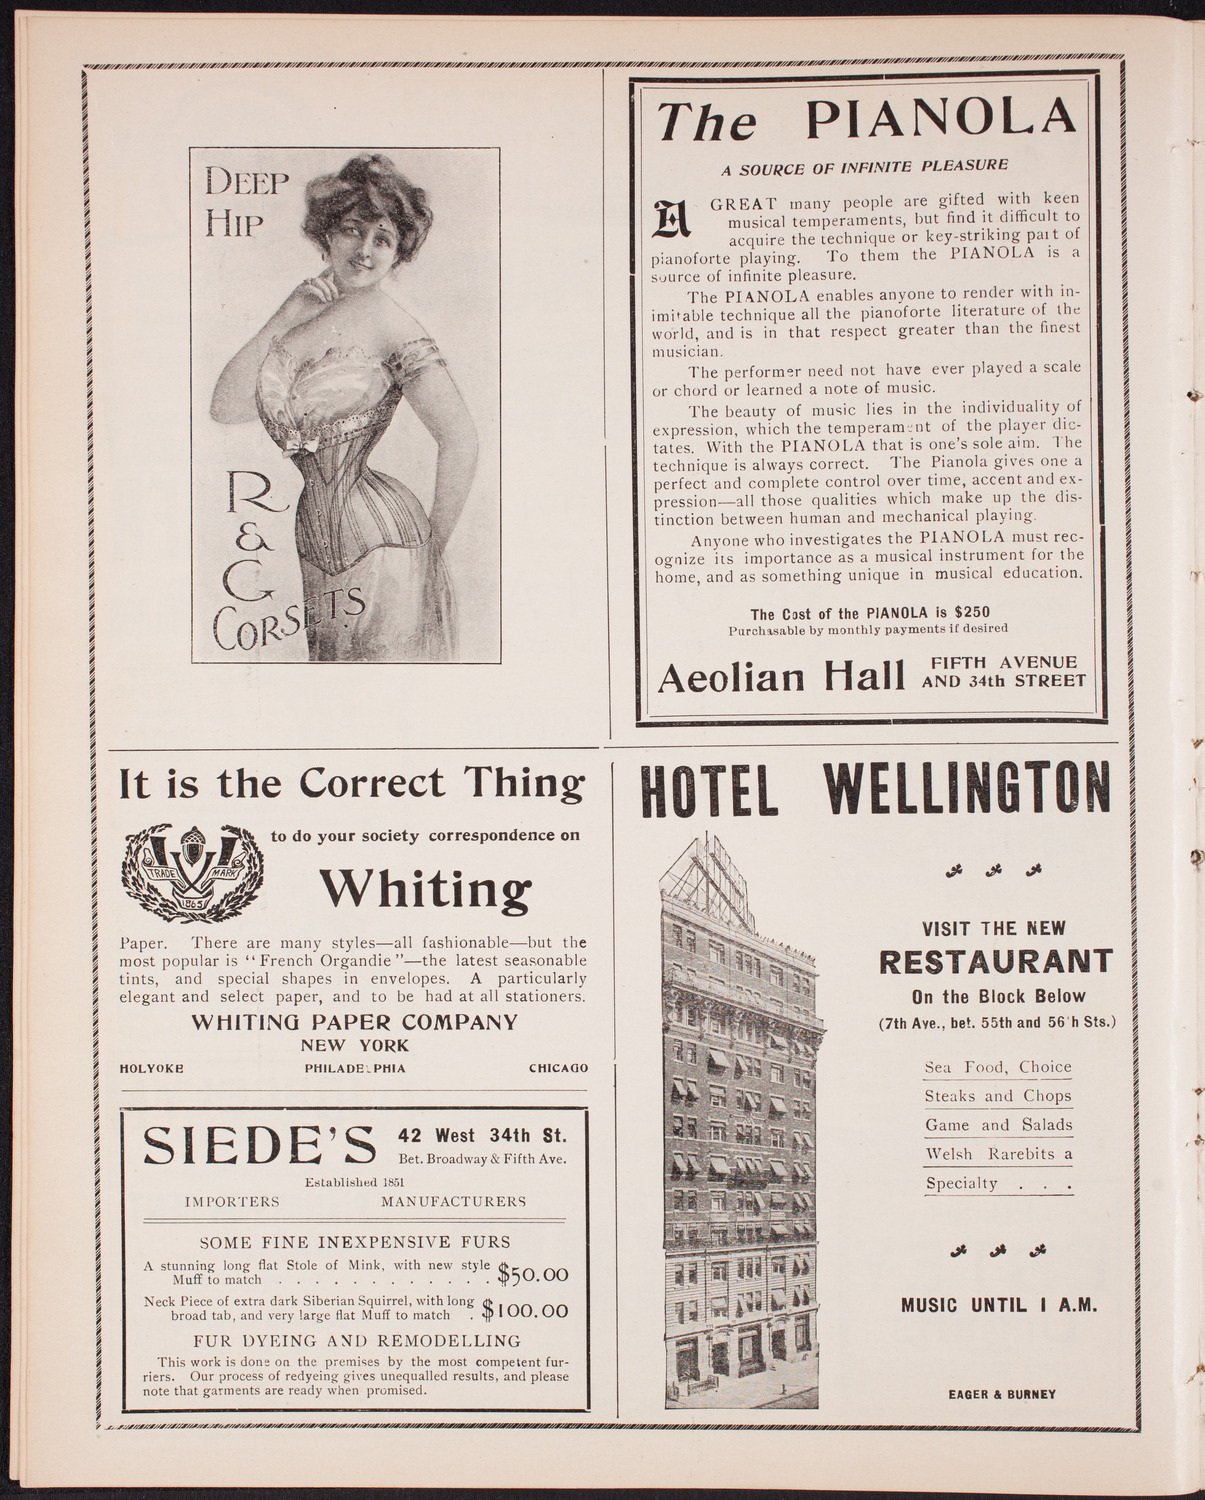 DEEP
HIP
R
&
G
CORSETS
The PIANOLA
A SOURCE OF INFINITE PLEASURE
A GREAT many people are gifted with keen
musical temperaments, but find it difficult to
acquire the technique or key-striking part of
pianoforte playing. To them the PIANOLA is a
source of infinite pleasure.
The PIANOLA enables anyone to render with in-
imitable technique all the pianoforte literature of the
world, and is in that respect greater than the finest
musician.
The performer need not have ever played a scale
or chord or learned a note of music.
The beauty of music lies in the individuality of
expression, which the temperament of the player dic-
tates. With the PIANOLA that is one's sole aim. The
technique is always correct. The Pianola gives one a
perfect and complete control over time, accent and ex-
pression—all those qualities which make up the dis-
tinction between human and mechanical playing.
Anyone who investigates the PIANOLA must rec-
ognize its importance as a musical instrument for the
home, and as something unique in musical education.
The Cost of the PIANOLA is $250
Purchasable by monthly payments if desired
Aeolian Hall FIFTH AVENUE
AND 34th STREET
It is the Correct Thing
to do your society correspondence on
TRADE MARK
1865
Whiting
Paper. There are many styles—all fashionable—but the
most popular is "French Organdie"—the latest seasonable
tints, and special shapes in envelopes. A particularly
elegant and select paper, and to be had at all stationers.
WHITING PAPER COMPANY
NEW YORK
HOLYOKE PHILADELPHIA CHICAGO
SIEDE'S 42 West 34th St.
Bet. Broadway & Fifth Ave.
Established 1851
IMPORTERS MANUFACTURERS
SOME FINE INEXPENSIVE FURS
A stunning long flat Stole of Mink, with new style
Muff to match . . . . . . . . . . . . $50.00
Neck Piece of extra dark Siberian Squirrel, with long
broad tab, and very large flat Muff to match . $100.00
FUR DYEING AND REMODELLING
This work is done on the premises by the most competent fur-
riers. Our process of redyeing gives unequalled results, and please
note that garments are ready when promised.
HOTEL WELLINGTON
VISIT THE NEW
RESTAURANT
On the Block Below
(7th Ave., bet. 55th and 56th Sts.)
Sea Food, Choice
Steaks and Chops
Game and Salads
Welsh Rarebits a
Specialty . . .
MUSIC UNTIL 1 A.M.
EAGER & BURNEY